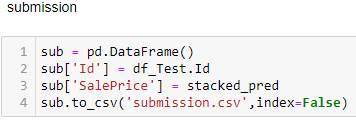 submission
1 sub = pd.DataFrame()
2 sub['Id'] = df_Test.Id
3 sub['SalePrice'] = stacked_pred
4 sub.to_csv('submission.csv',index=False)